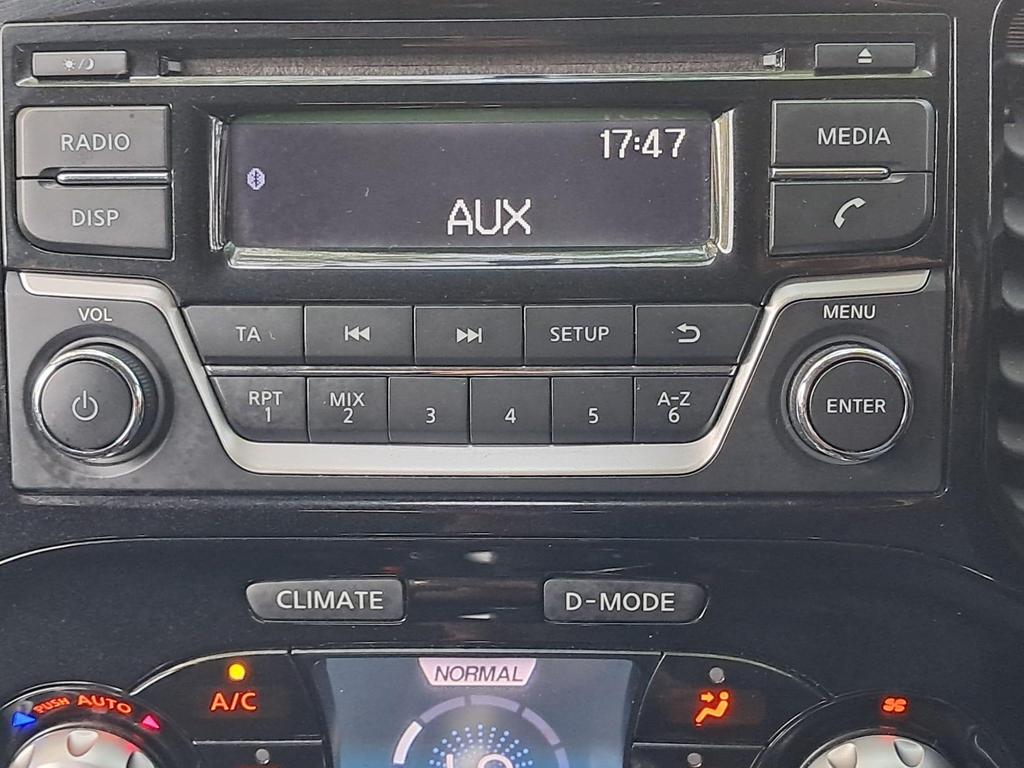 RADIO
DISP
17:47
AUX
MEDIA
VOL
MENU
TA
SETUP
RPT
1
MIX
2
3
4
5
A-Z
6
ENTER
CLIMATE
D-MODE
PUSH AUTO
A/C
NORMAL